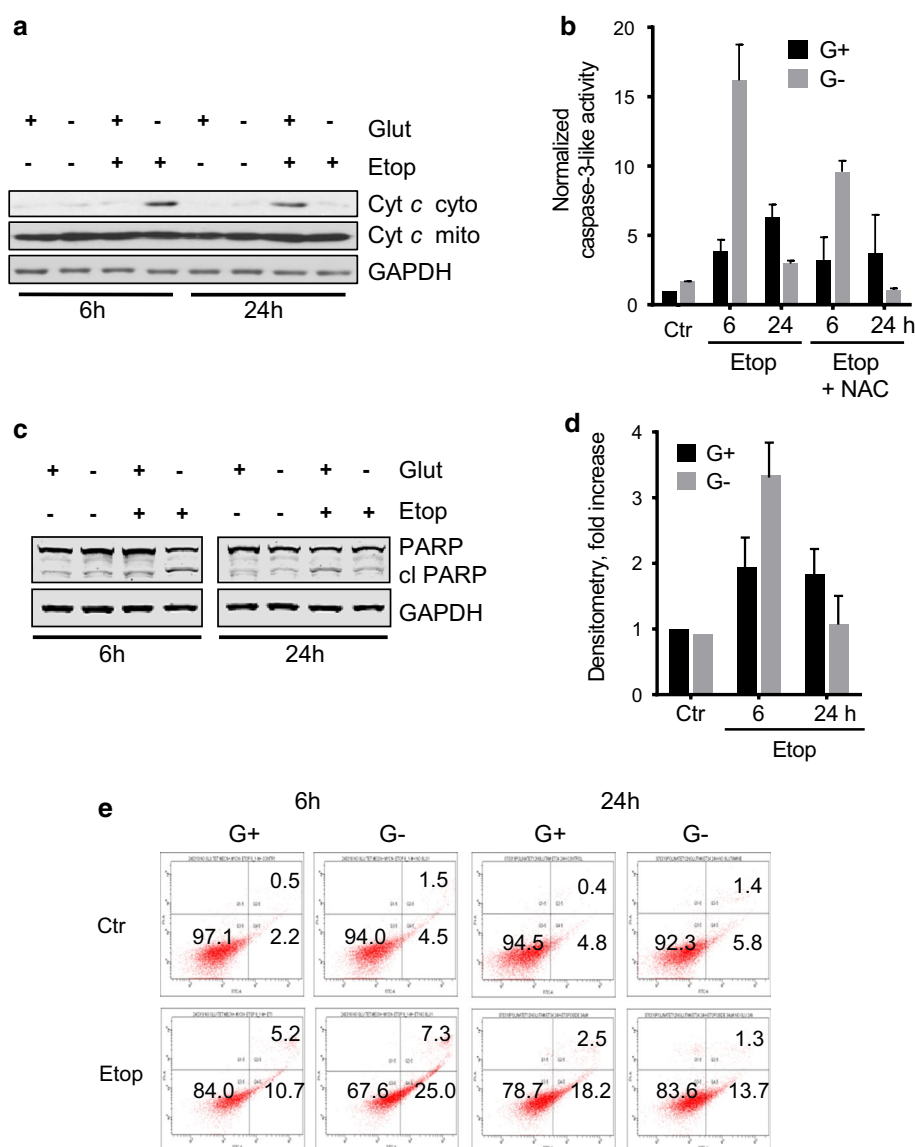 a
+ - + - + - + - Glut
- - + + - - + + Etop
Cyt c cyto
Cyt c mito
GAPDH
6h 24h
b
Normalized
caspase-3-like activity
20
15
10
5
0
G+
G-
Ctr 6 24 6 24 h
Etop Etop
+ NAC
c
+ - + - + - + - Glut
- - + + - - + + Etop
PARP
cl PARP
GAPDH
6h 24h
d
Densitometry, fold increase
4
3
2
1
0
G+
G-
Ctr 6 24 h
Etop
e
6h 24h
G+ G- G+ G-
Ctr
0.5 1.5 0.4 1.4
97.1 2.2 94.0 4.5 94.5 4.8 92.3 5.8
Etop
5.2 7.3 2.5 1.3
84.0 10.7 67.6 25.0 78.7 18.2 83.6 13.7